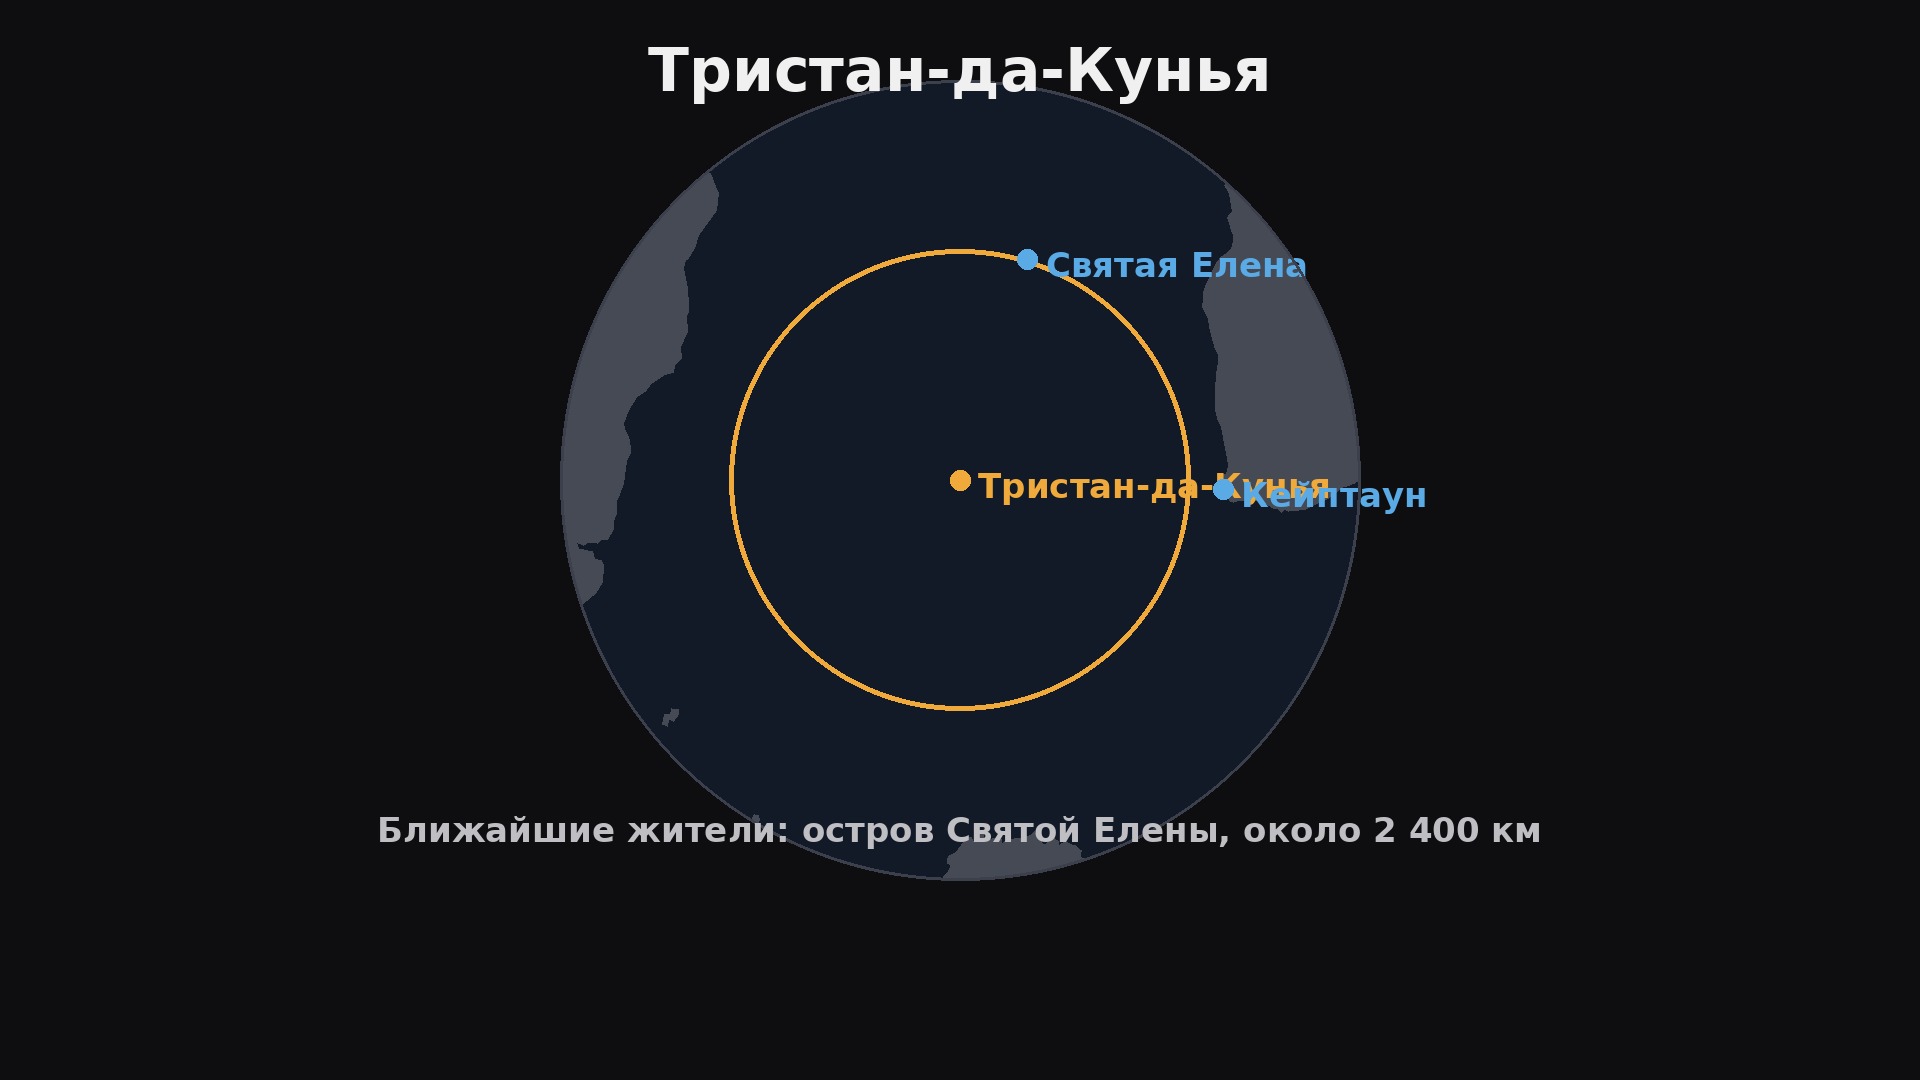 Тристан-да-Кунья
Святая Елена
Тристан-да-Кунья
Кейптаун
Ближайшие жители: остров Святой Елены, около 2 400 км